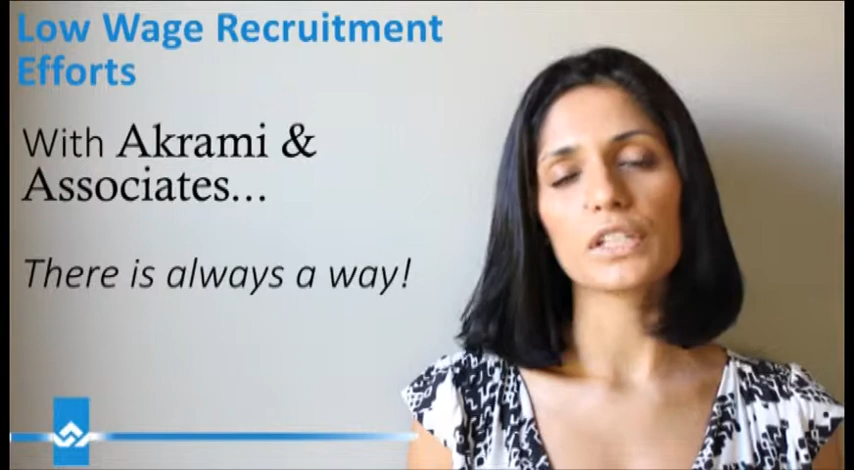 Low Wage Recruitment
Efforts
With Akrami &
Associates...
There is always a way!